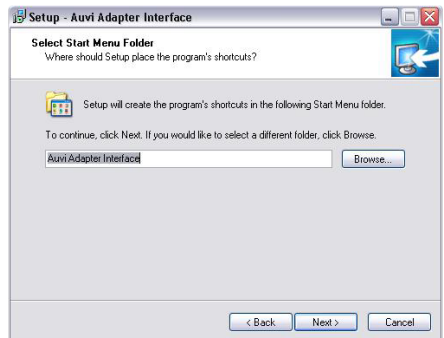 Setup - Auvi Adapter Interface
Select Start Menu Folder
Where should Setup place the program's shortcuts?
Setup will create the program's shortcuts in the following Start Menu folder.
To continue, click Next. If you would like to select a different folder, click Browse.
Auvi Adapter Interface
Browse...
< Back
Next >
Cancel